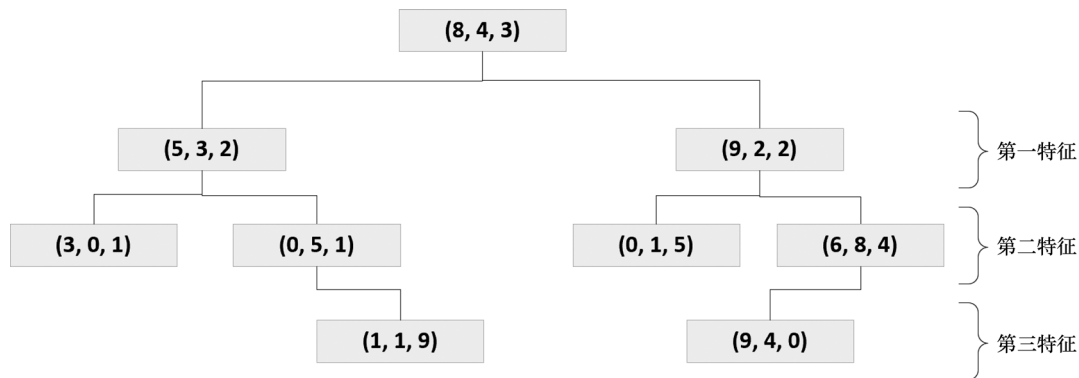 (8, 4, 3)
(5, 3, 2)
(9, 2, 2)
第一特征
(3, 0, 1)
(0, 5, 1)
(0, 1, 5)
(6, 8, 4)
第二特征
(1, 1, 9)
(9, 4, 0)
第三特征